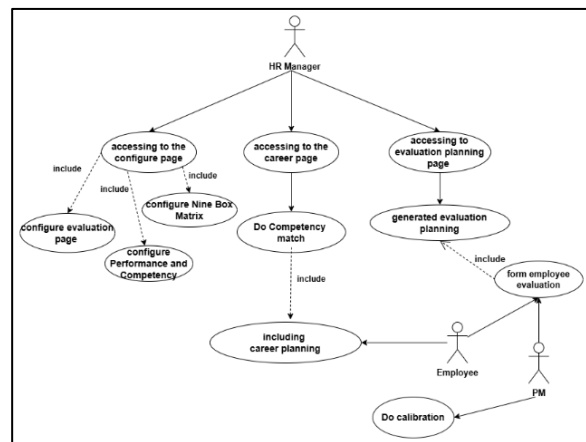 HR Manager
accessing to the
configure page
accessing to the
career page
accessing to
evaluation planning
page
include
include
include
configure evaluation
page
configure
Performance and
Competency
configure Nine Box
Matrix
Do Competency
match
generated evaluation
planning
include
include
form employee
evaluation
including
career planning
Employee
PM
Do calibration